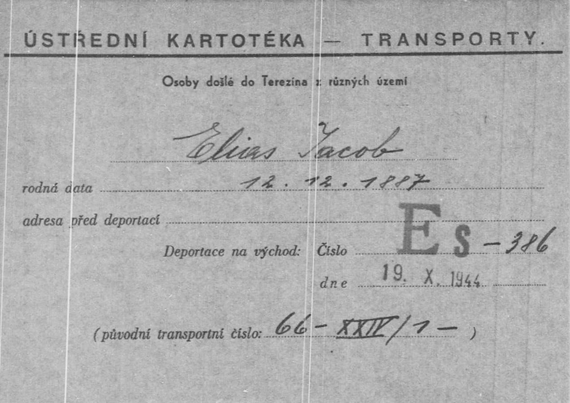 ÚSTŘEDNÍ KARTOTÉKA — TRANSPORTY.
Osoby došlé do Terezína z různých území
Elias Jacob
rodná data 12. 12. 1887
adresa před deportací
Deportace na východ: Číslo Es - 386
dne 19. X. 1944
(původní transportní číslo: 66 - XXIV/1 - )